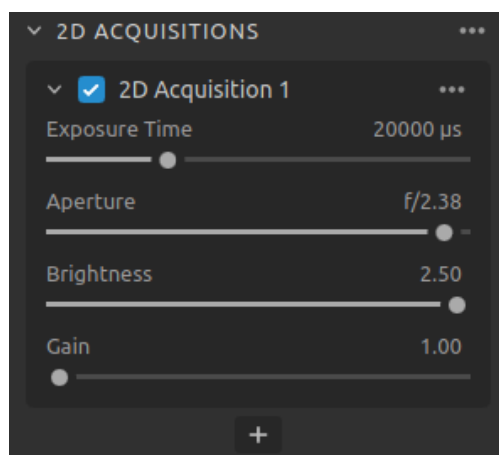 2D ACQUISITIONS
2D Acquisition 1
Exposure Time 20000 µs
Aperture f/2.38
Brightness 2.50
Gain 1.00
+